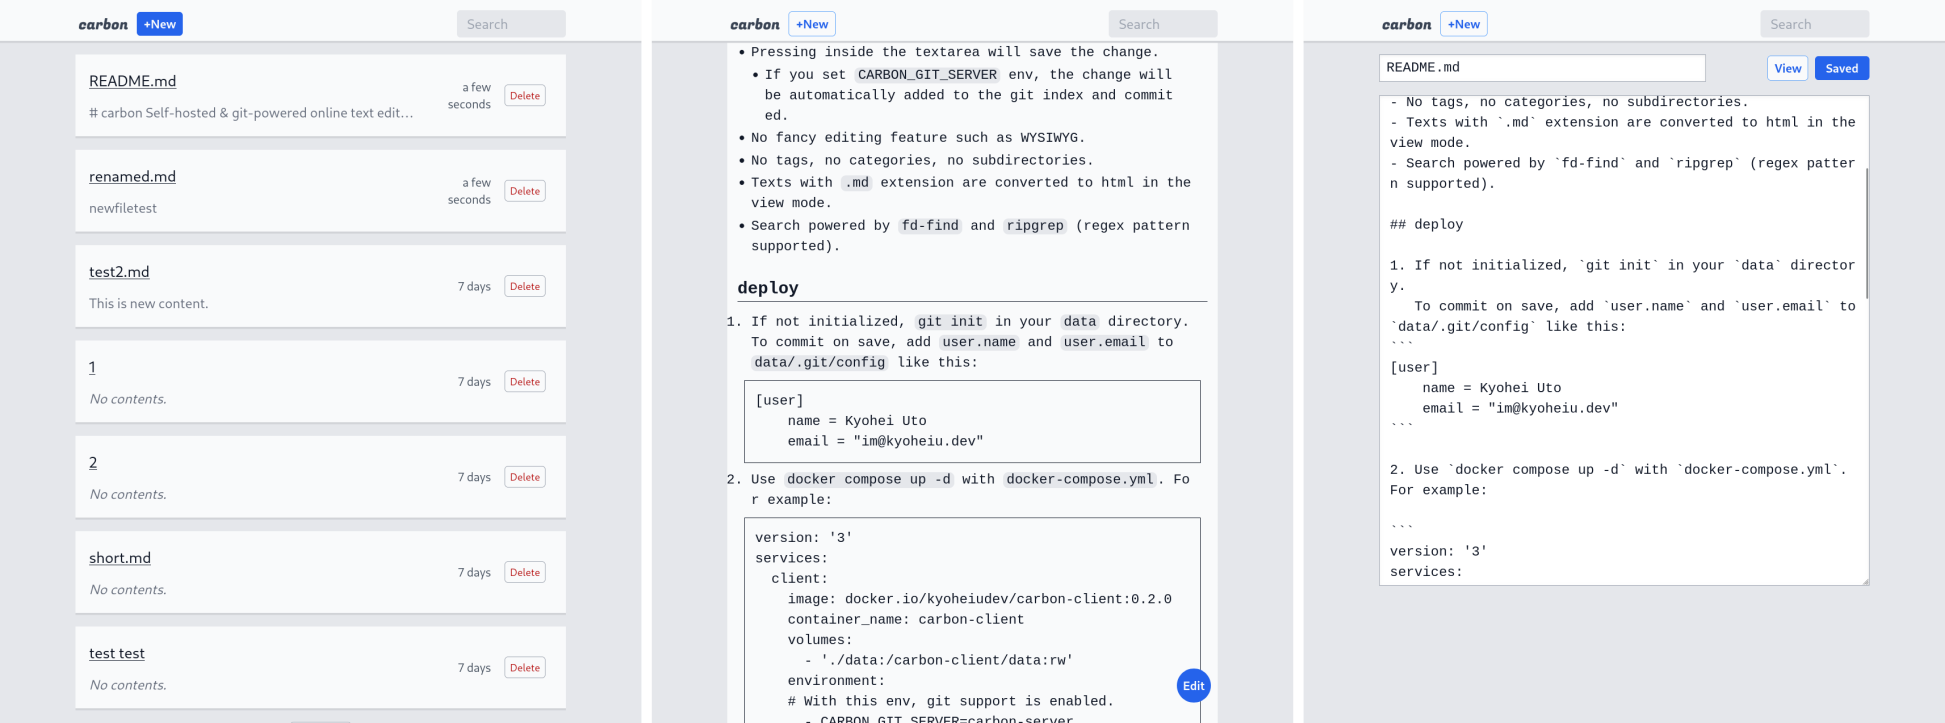 carbon +New Search
README.md
a few
seconds
Delete
# carbon Self-hosted & git-powered online text edit...
renamed.md
a few
seconds
Delete
newfiletest
test2.md
7 days Delete
This is new content.
1
7 days Delete
No contents.
2
7 days Delete
No contents.
short.md
7 days Delete
No contents.
test test
7 days Delete
No contents.
carbon +New Search
• Pressing inside the textarea will save the change.
• If you set CARBON_GIT_SERVER env, the change will
be automatically added to the git index and commit
ed.
• No fancy editing feature such as WYSIWYG.
• No tags, no categories, no subdirectories.
• Texts with .md extension are converted to html in the
view mode.
• Search powered by fd-find and ripgrep (regex pattern
supported).
deploy
1. If not initialized, git init in your data directory.
To commit on save, add user.name and user.email to
data/.git/config like this:
[user]
    name = Kyohei Uto
    email = "im@kyoheiu.dev"
2. Use docker compose up -d with docker-compose.yml. Fo
r example:
version: '3'
services:
  client:
    image: docker.io/kyoheiudev/carbon-client:0.2.0
    container_name: carbon-client
    volumes:
      - './data:/carbon-client/data:rw'
    environment:
    # With this env, git support is enabled.
      - CARBON_GIT_SERVER=carbon-server
Edit
carbon +New Search
README.md View Saved
- No tags, no categories, no subdirectories.
- Texts with `.md` extension are converted to html in the
view mode.
- Search powered by `fd-find` and `ripgrep` (regex patter
n supported).
## deploy
1. If not initialized, `git init` in your `data` director
y.
   To commit on save, add `user.name` and `user.email` to
`data/.git/config` like this:
```
[user]
    name = Kyohei Uto
    email = "im@kyoheiu.dev"
```
2. Use `docker compose up -d` with `docker-compose.yml`.
For example:
```
version: '3'
services: